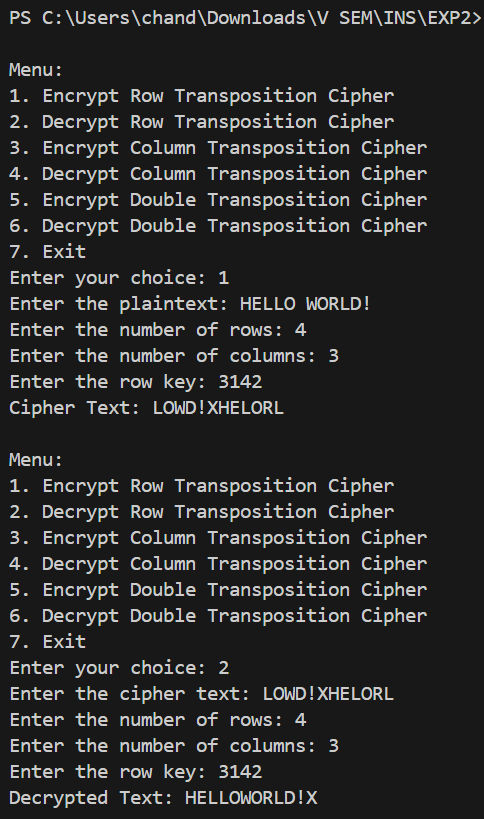 PS C:\Users\chand\Downloads\V SEM\INS\EXP2>
Menu:
1. Encrypt Row Transposition Cipher
2. Decrypt Row Transposition Cipher
3. Encrypt Column Transposition Cipher
4. Decrypt Column Transposition Cipher
5. Encrypt Double Transposition Cipher
6. Decrypt Double Transposition Cipher
7. Exit
Enter your choice: 1
Enter the plaintext: HELLO WORLD!
Enter the number of rows: 4
Enter the number of columns: 3
Enter the row key: 3142
Cipher Text: LOWD!XHELORL
Menu:
1. Encrypt Row Transposition Cipher
2. Decrypt Row Transposition Cipher
3. Encrypt Column Transposition Cipher
4. Decrypt Column Transposition Cipher
5. Encrypt Double Transposition Cipher
6. Decrypt Double Transposition Cipher
7. Exit
Enter your choice: 2
Enter the cipher text: LOWD!XHELORL
Enter the number of rows: 4
Enter the number of columns: 3
Enter the row key: 3142
Decrypted Text: HELLOWORLD!X